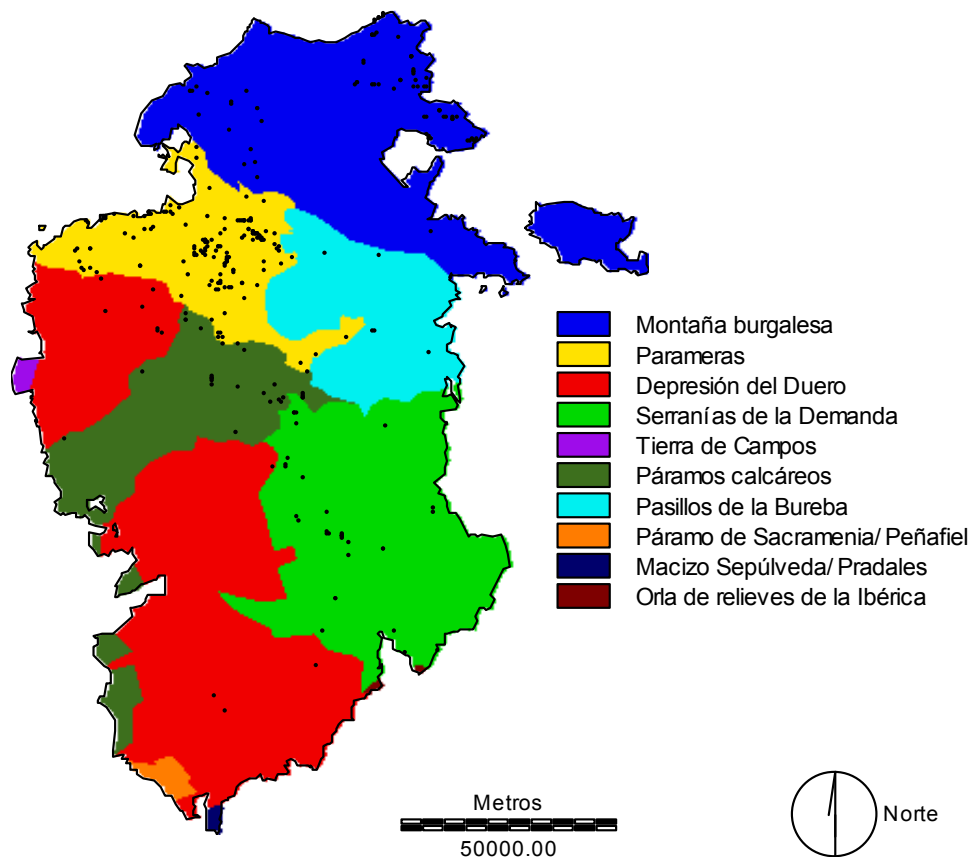 Montaña burgalesa
Parameras
Depresión del Duero
Serranías de la Demanda
Tierra de Campos
Páramos calcáreos
Pasillos de la Bureba
Páramo de Sacramenia/ Peñafiel
Macizo Sepúlveda/ Pradales
Orla de relieves de la Ibérica
Metros
50000.00
Norte